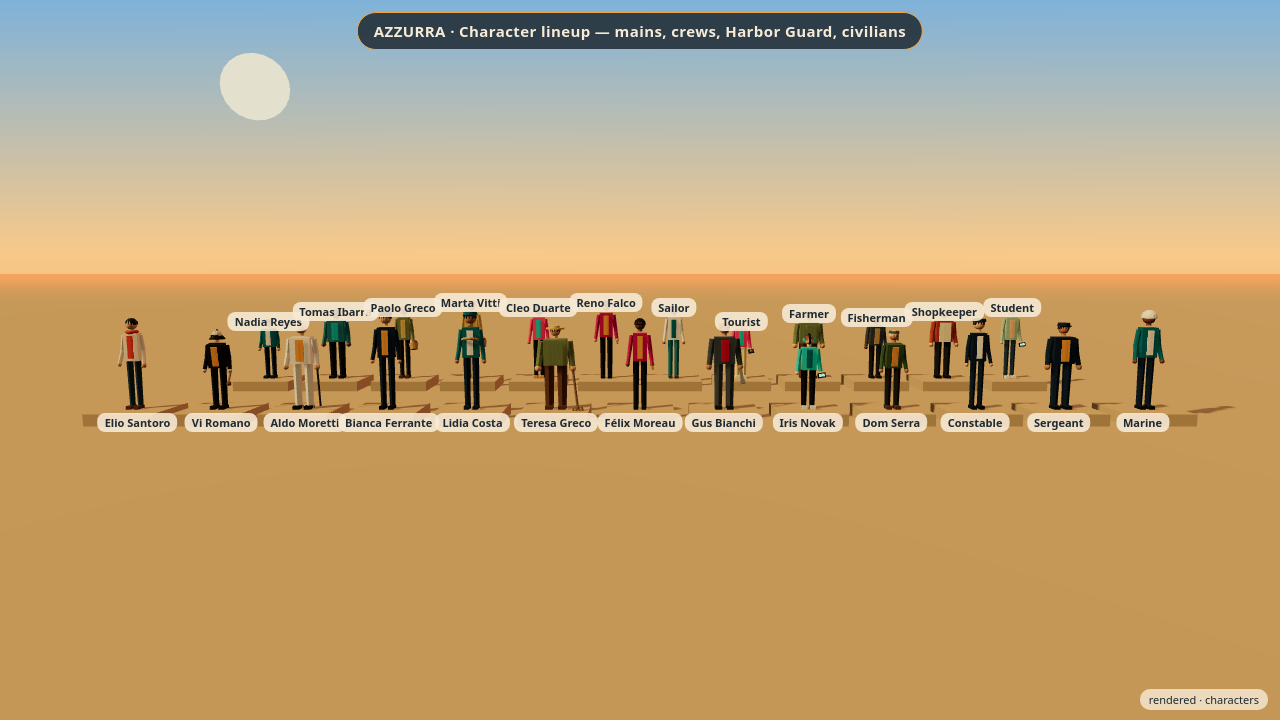 AZZURRA · Character lineup — mains, crews, Harbor Guard, civilians
Nadia Reyes
Paolo Greco
Marta Vitti
Cleo Duarte
Reno Falco
Sailor
Tourist
Farmer
Fisherman
Shopkeeper
Student
Tomas
Elio Santoro
Vi Romano
Aldo Moretti
Bianca Ferrante
Lidia Costa
Teresa Greco
Félix Moreau
Gus Bianchi
Iris Novak
Dom Serra
Constable
Sergeant
Marine
rendered · characters